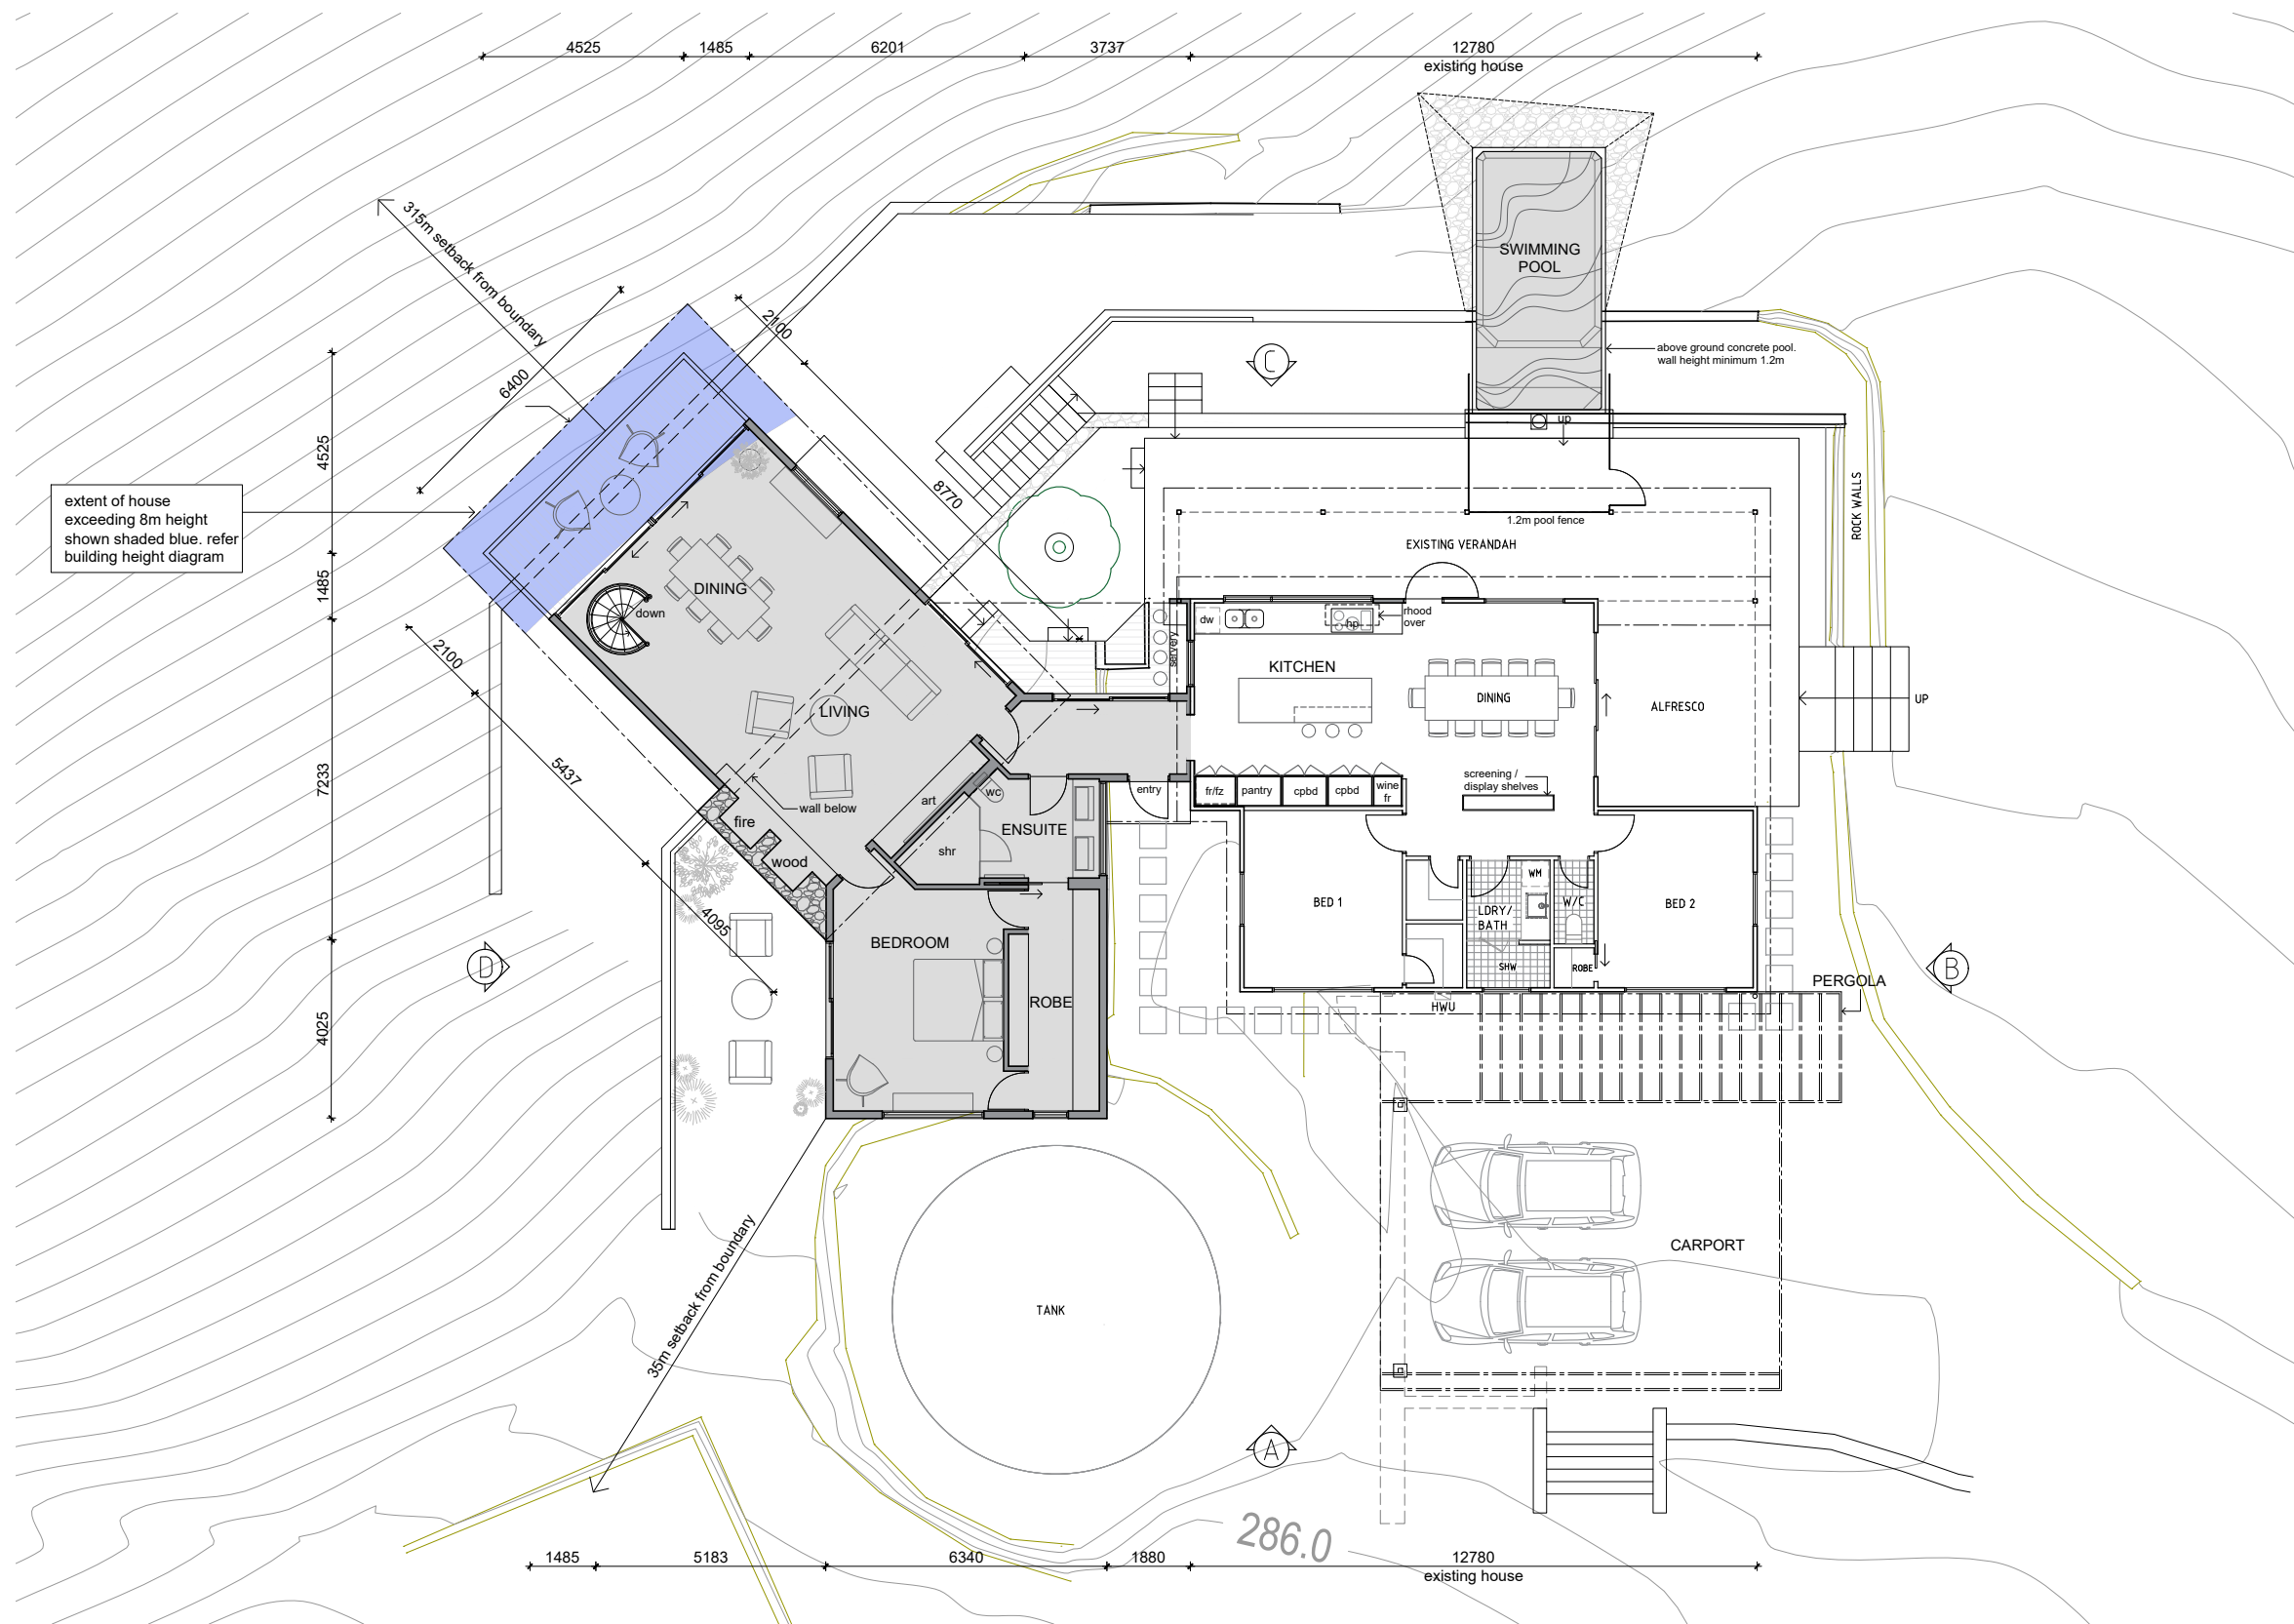 4525
1485
6201
3737
12780
existing house
315m setback from boundary
6400
2100
8770
SWIMMING
POOL
above ground concrete pool.
wall height minimum 1.2m
C
up
1.2m pool fence
EXISTING VERANDAH
ROCK WALLS
4525
1485
7233
4025
extent of house
exceeding 8m height
shown shaded blue. refer
building height diagram
DINING
down
LIVING
2100
5437
4095
wall below
fire
wood
art
wc
shr
ENSUITE
entry
servery
dw
hp
rhood
over
KITCHEN
DINING
ALFRESCO
UP
fr/fz
pantry
cpbd
cpbd
wine
fr
screening /
display shelves
BED 1
LDRY/
BATH
WM
W/C
SHW
ROBE
BED 2
BEDROOM
ROBE
D
B
PERGOLA
HWU
CARPORT
TANK
35m setback from boundary
A
286.0
1485
5183
6340
1880
12780
existing house